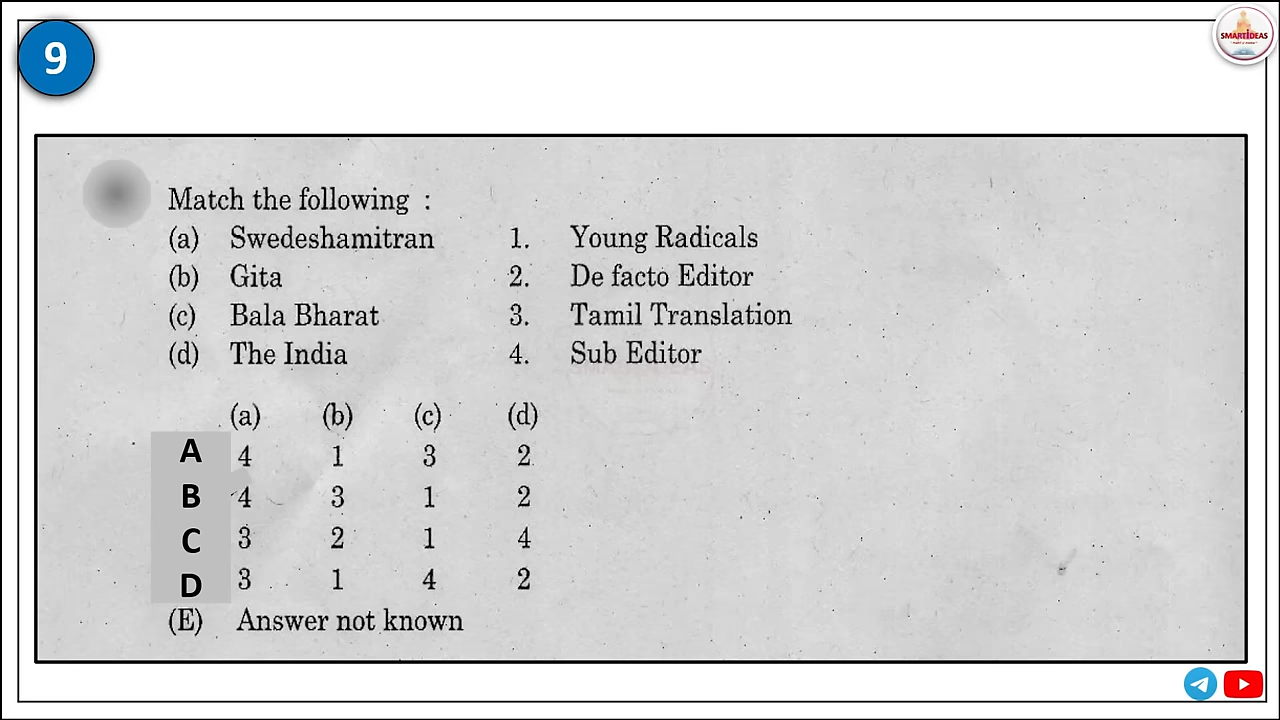 9
SMARTIDEAS
Match the following :
(a) Swedeshamitran 1. Young Radicals
(b) Gita 2. De facto Editor
(c) Bala Bharat 3. Tamil Translation
(d) The India 4. Sub Editor
(a) (b) (c) (d)
A 4 1 3 2
B 4 3 1 2
C 3 2 1 4
D 3 1 4 2
(E) Answer not known